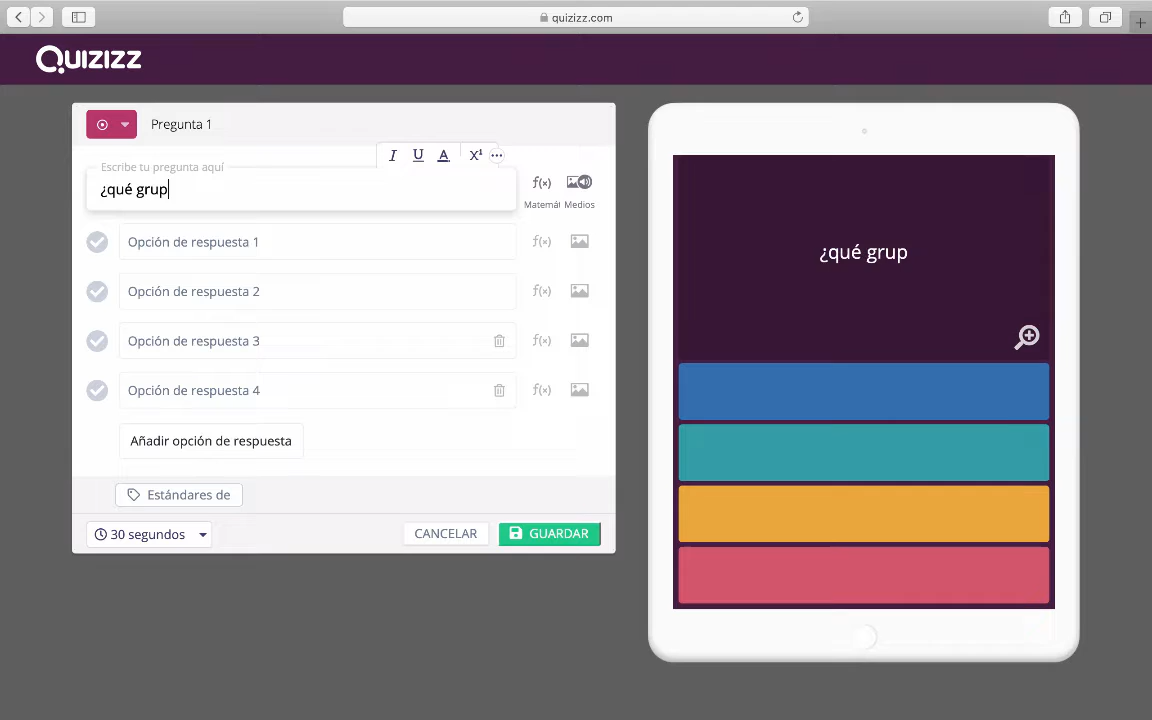 quizizz.com
QUIZIZZ
Pregunta 1
I U A X¹ •••
Escribe tu pregunta aquí
¿qué grup
f(x)
Matemát Medios
Opción de respuesta 1
f(x)
Opción de respuesta 2
f(x)
Opción de respuesta 3
f(x)
Opción de respuesta 4
f(x)
Añadir opción de respuesta
Estándares de
30 segundos
CANCELAR
GUARDAR
¿qué grup